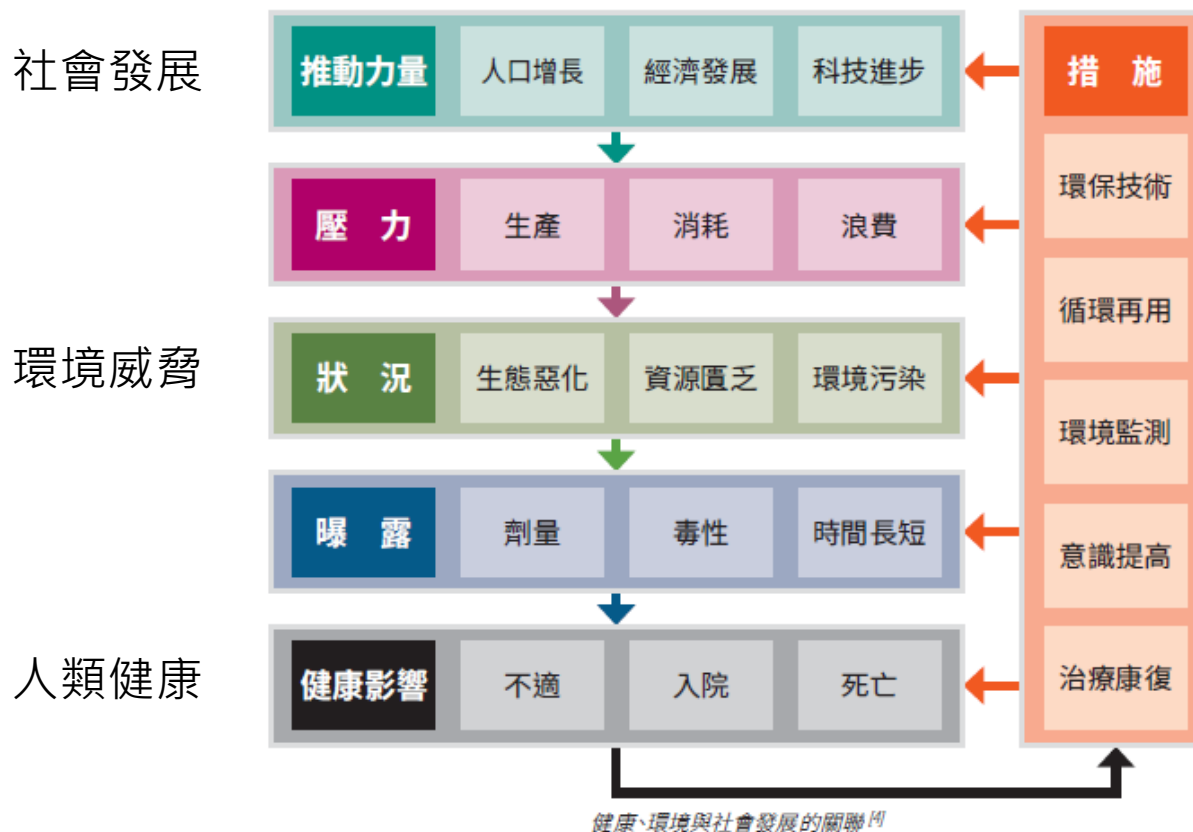 社會發展
推動力量 人口增長 經濟發展 科技進步
措 施
環保技術
壓 力 生產 消耗 浪費
循環再用
環境威脅
狀 況 生態惡化 資源匱乏 環境污染
環境監測
曝 露 劑量 毒性 時間長短
意識提高
人類健康
健康影響 不適 入院 死亡
治療康復
健康、環境與社會發展的關聯 [4]